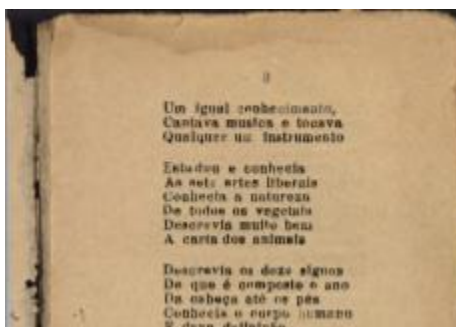 Um igual conhecimento,
Cantava musica e tocava
Qualquer um instrumento
Estudou e conhecia
As sete artes liberais
Conhecia a natureza
De todos os vegetais
Descrevia muito bem
A carta dos animais
Descrevia os doze signos
De que é composto o ano
Da cabeça até os pés
Conhecia o corpo humano